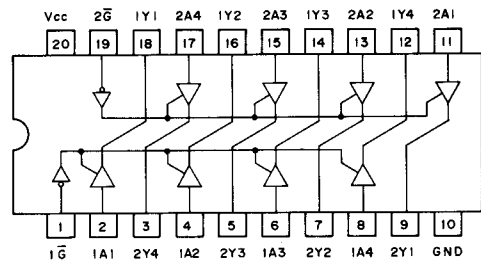 Vcc 2G̅ 1Y1 2A4 1Y2 2A3 1Y3 2A2 1Y4 2A1
20 19 18 17 16 15 14 13 12 11
1 2 3 4 5 6 7 8 9 10
1G̅ 1A1 2Y4 1A2 2Y3 1A3 2Y2 1A4 2Y1 GND